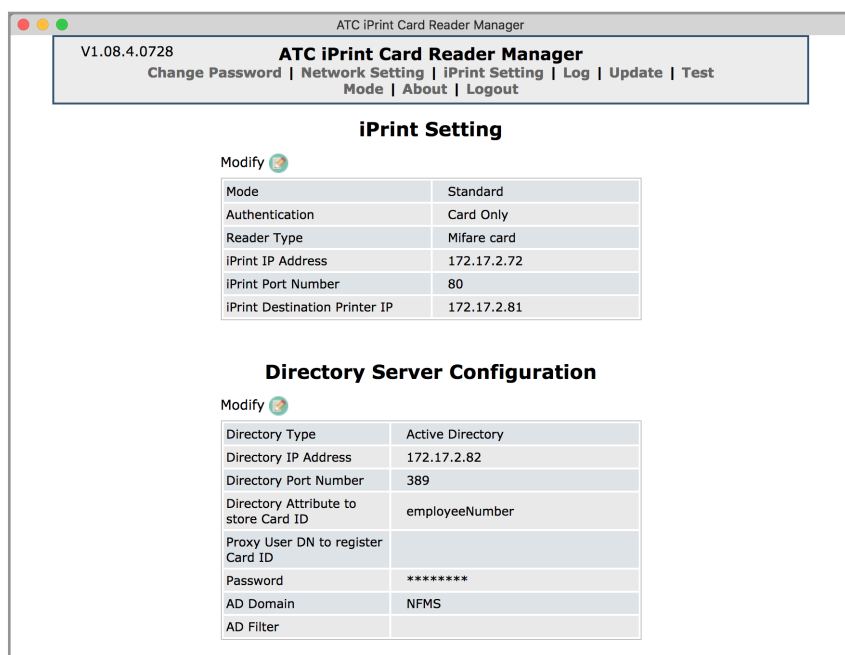 ATC iPrint Card Reader Manager
V1.08.4.0728
ATC iPrint Card Reader Manager
Change Password | Network Setting | iPrint Setting | Log | Update | Test
Mode | About | Logout
iPrint Setting
Modify
Mode Standard
Authentication Card Only
Reader Type Mifare card
iPrint IP Address 172.17.2.72
iPrint Port Number 80
iPrint Destination Printer IP 172.17.2.81
Directory Server Configuration
Modify
Directory Type Active Directory
Directory IP Address 172.17.2.82
Directory Port Number 389
Directory Attribute to
store Card ID employeeNumber
Proxy User DN to register
Card ID
Password ********
AD Domain NFMS
AD Filter